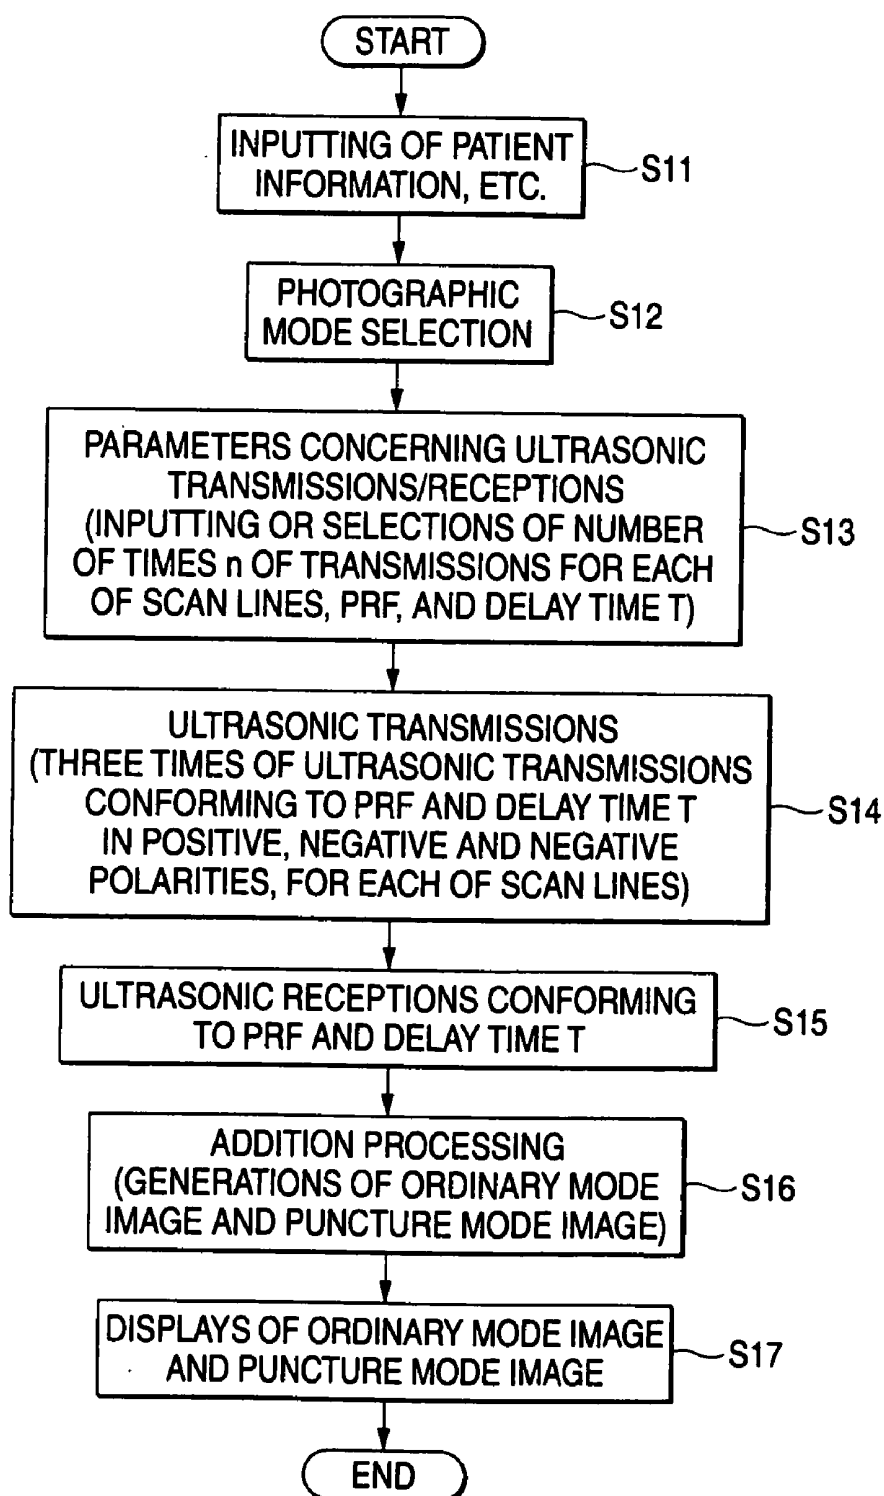 START
INPUTTING OF PATIENT
INFORMATION, ETC.
S11
PHOTOGRAPHIC
MODE SELECTION
S12
PARAMETERS CONCERNING ULTRASONIC
TRANSMISSIONS/RECEPTIONS
(INPUTTING OR SELECTIONS OF NUMBER
OF TIMES n OF TRANSMISSIONS FOR EACH
OF SCAN LINES, PRF, AND DELAY TIME T)
S13
ULTRASONIC TRANSMISSIONS
(THREE TIMES OF ULTRASONIC TRANSMISSIONS
CONFORMING TO PRF AND DELAY TIME T
IN POSITIVE, NEGATIVE AND NEGATIVE
POLARITIES, FOR EACH OF SCAN LINES)
S14
ULTRASONIC RECEPTIONS CONFORMING
TO PRF AND DELAY TIME T
S15
ADDITION PROCESSING
(GENERATIONS OF ORDINARY MODE
IMAGE AND PUNCTURE MODE IMAGE)
S16
DISPLAYS OF ORDINARY MODE IMAGE
AND PUNCTURE MODE IMAGE
S17
END